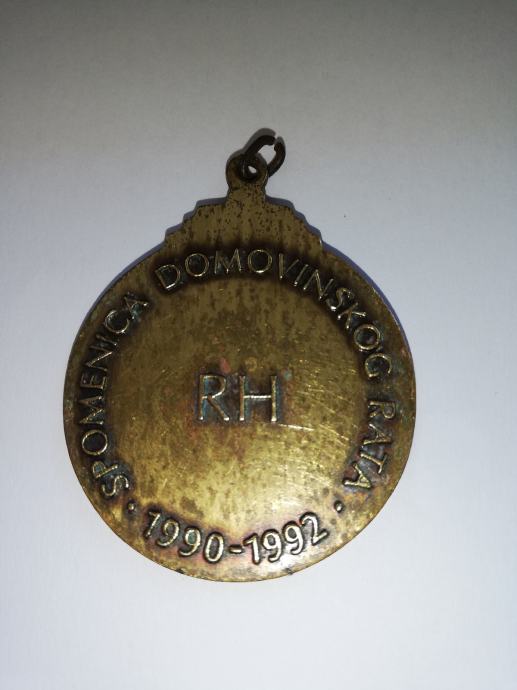 SPOMENICA DOMOVINSKOG RATA
RH
· 1990-1992 ·